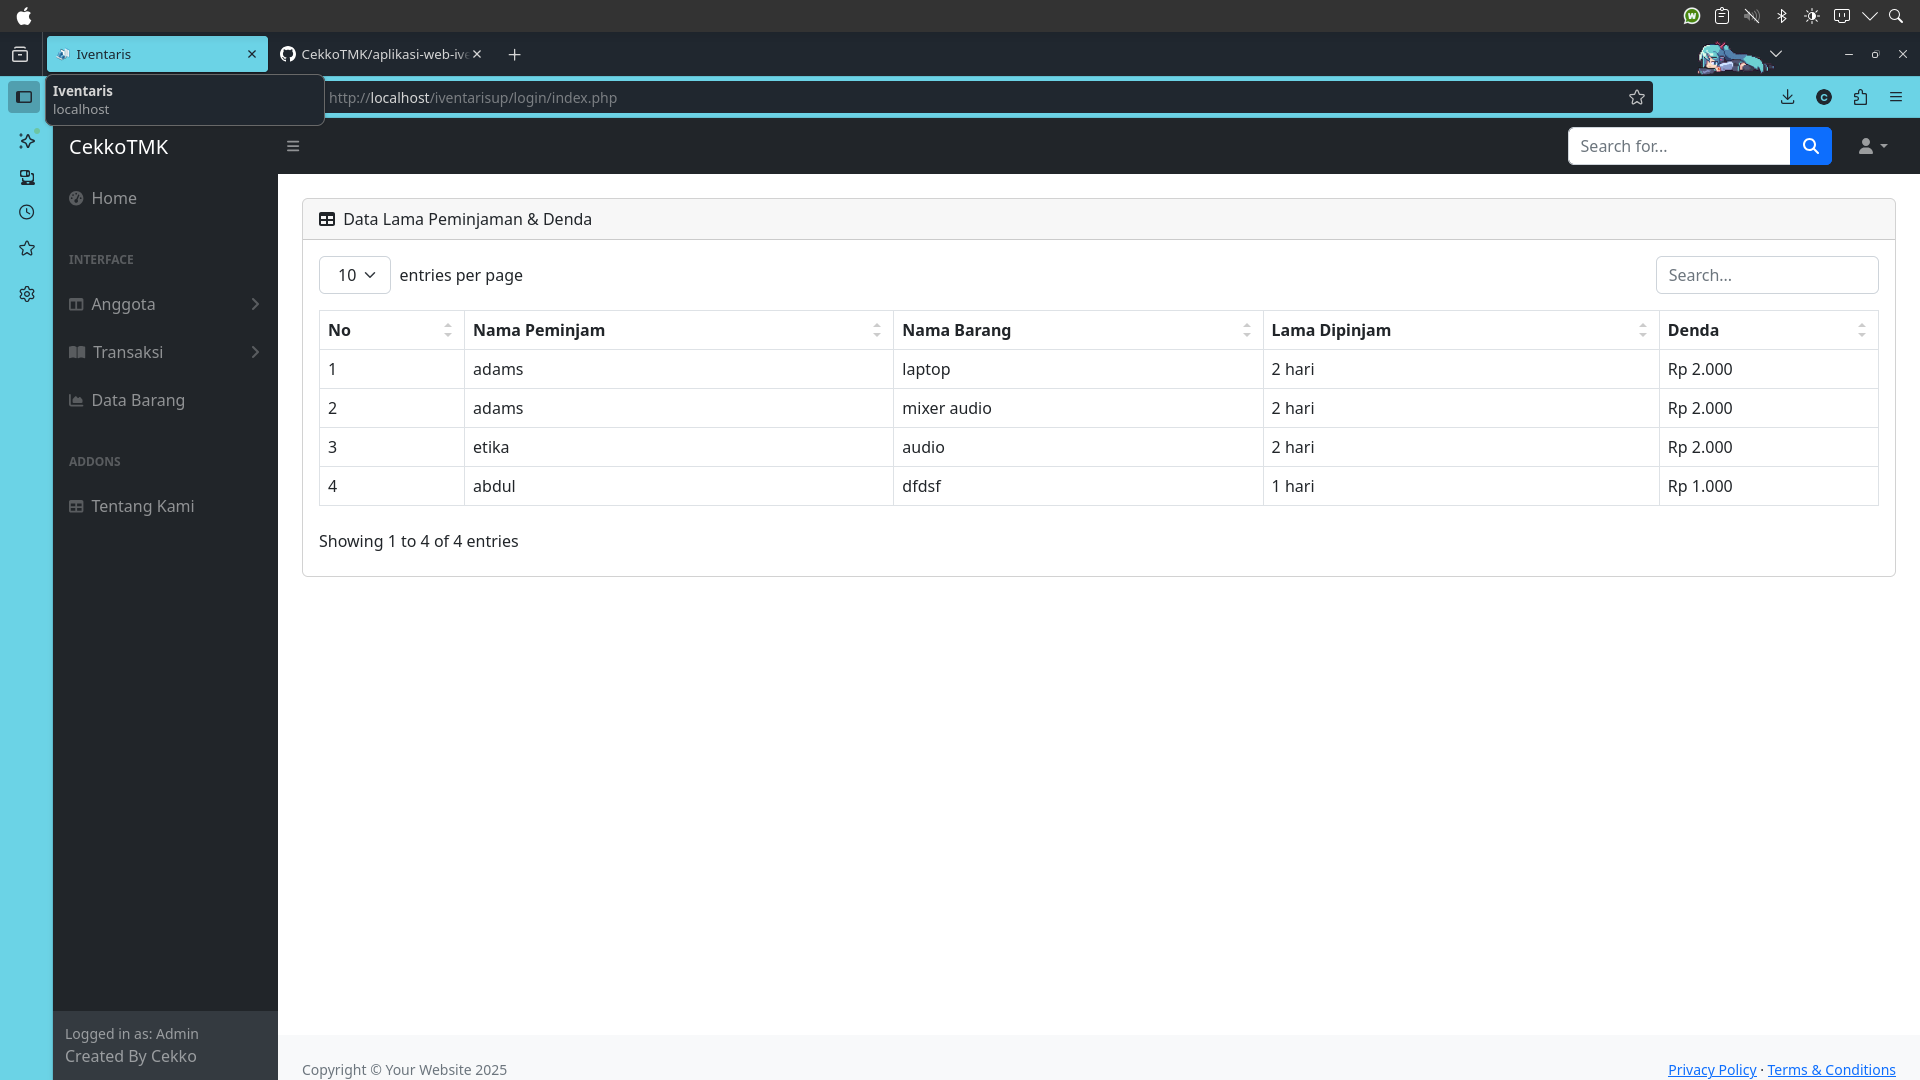 Iventaris
CekkoTMK/aplikasi-web-ive
Iventaris
localhost
http://localhost/iventarisup/login/index.php
CekkoTMK
Search for...
Home
INTERFACE
Anggota
Transaksi
Data Barang
ADDONS
Tentang Kami
Logged in as: Admin
Created By Cekko
Data Lama Peminjaman & Denda
10 entries per page
Search...
No Nama Peminjam Nama Barang Lama Dipinjam Denda
1 adams laptop 2 hari Rp 2.000
2 adams mixer audio 2 hari Rp 2.000
3 etika audio 2 hari Rp 2.000
4 abdul dfdsf 1 hari Rp 1.000
Showing 1 to 4 of 4 entries
Copyright © Your Website 2025
Privacy Policy · Terms & Conditions